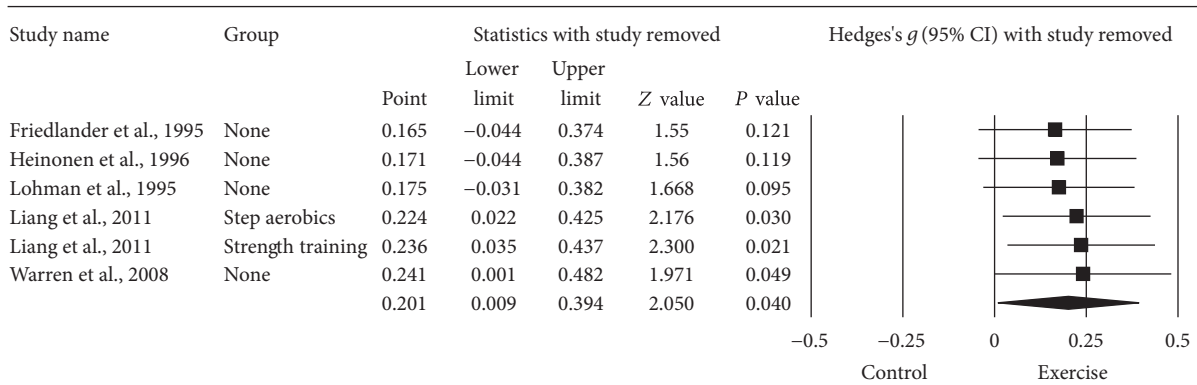 Study name Group Statistics with study removed Hedges's g (95% CI) with study removed
Lower Upper
Point limit limit Z value P value
Friedlander et al., 1995 None 0.165 −0.044 0.374 1.55 0.121
Heinonen et al., 1996 None 0.171 −0.044 0.387 1.56 0.119
Lohman et al., 1995 None 0.175 −0.031 0.382 1.668 0.095
Liang et al., 2011 Step aerobics 0.224 0.022 0.425 2.176 0.030
Liang et al., 2011 Strength training 0.236 0.035 0.437 2.300 0.021
Warren et al., 2008 None 0.241 0.001 0.482 1.971 0.049
0.201 0.009 0.394 2.050 0.040
−0.5 −0.25 0 0.25 0.5
Control Exercise